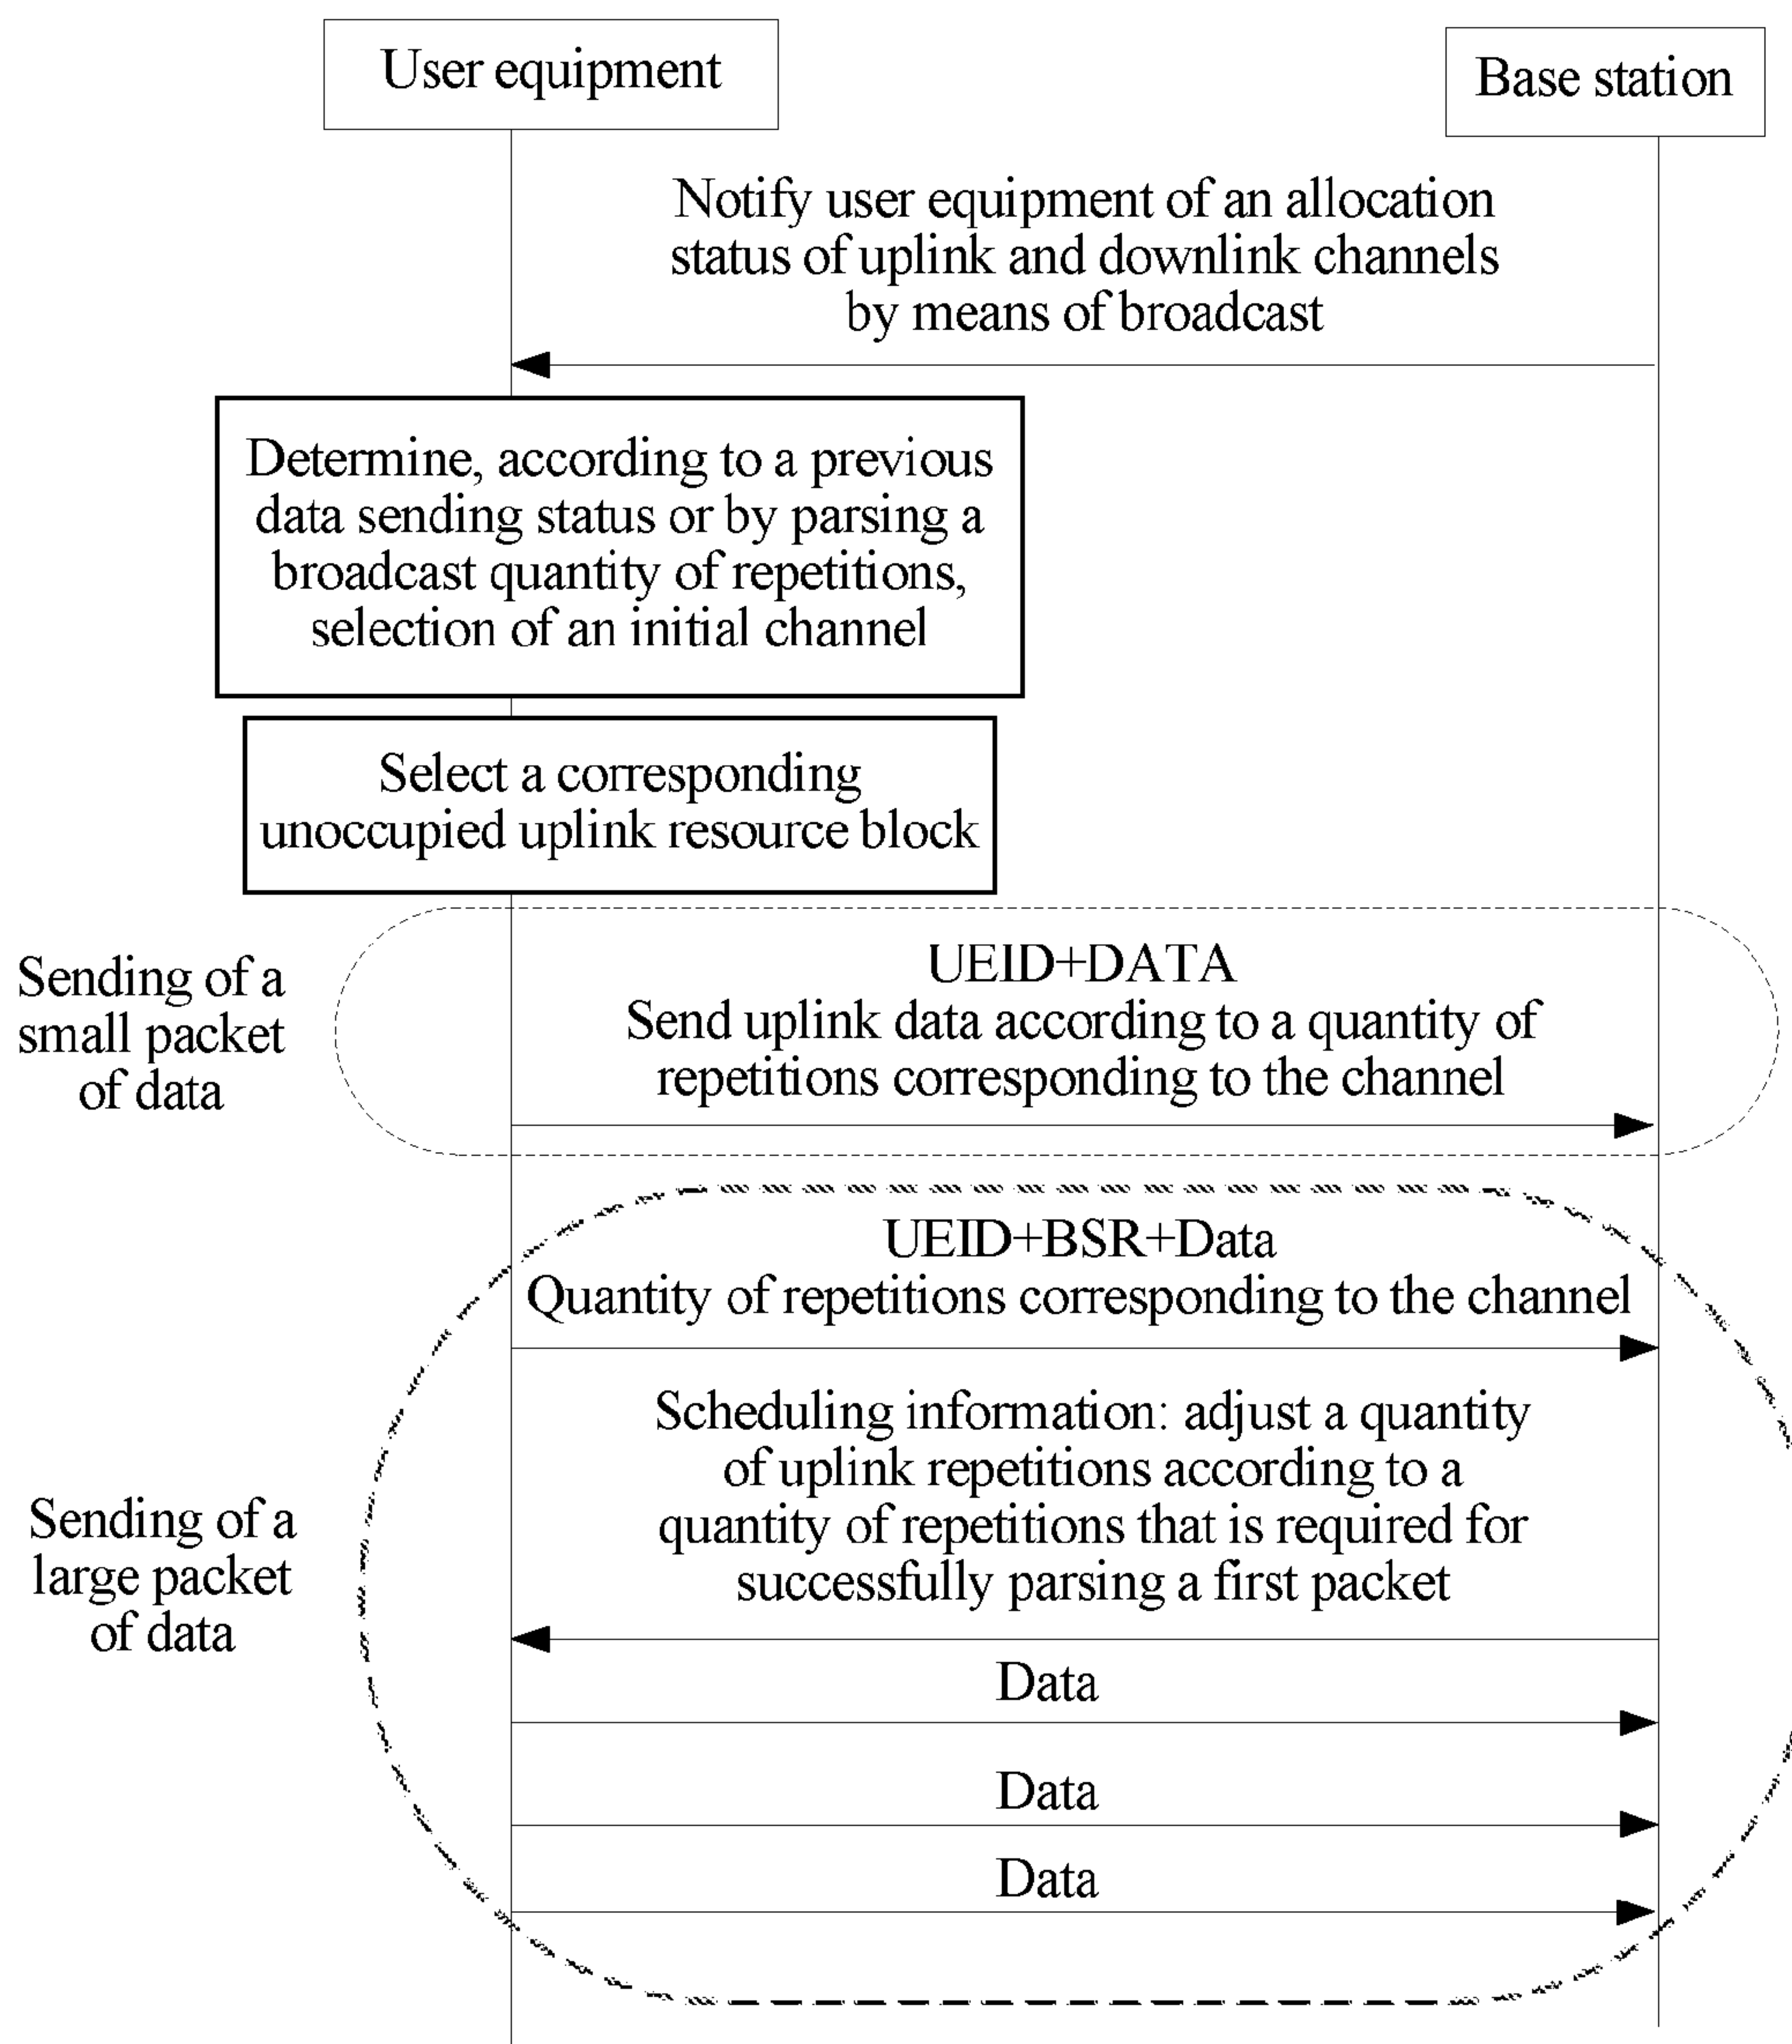 User equipment
Base station
Notify user equipment of an allocation
status of uplink and downlink channels
by means of broadcast
Determine, according to a previous
data sending status or by parsing a
broadcast quantity of repetitions,
selection of an initial channel
Select a corresponding
unoccupied uplink resource block
Sending of a
small packet
of data
UEID+DATA
Send uplink data according to a quantity of
repetitions corresponding to the channel
UEID+BSR+Data
Quantity of repetitions corresponding to the channel
Scheduling information: adjust a quantity
of uplink repetitions according to a
quantity of repetitions that is required for
successfully parsing a first packet
Sending of a
large packet
of data
Data
Data
Data